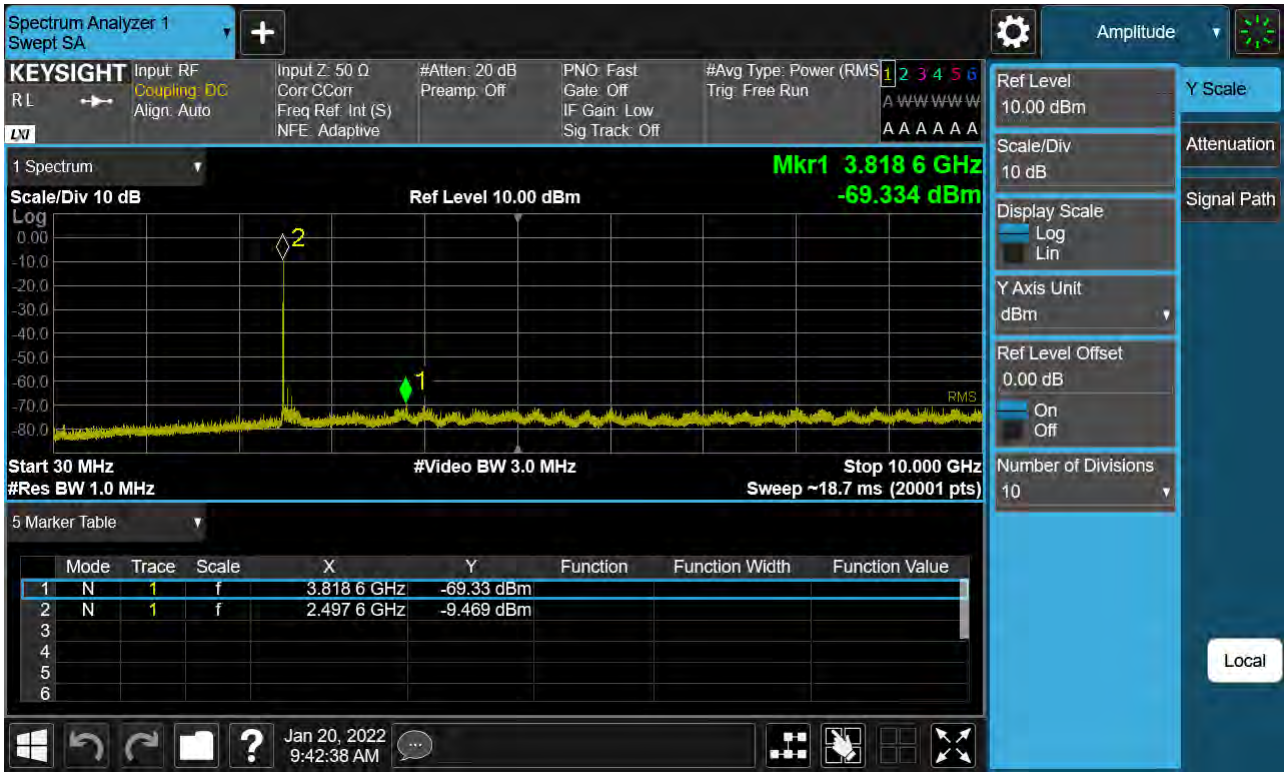 Spectrum Analyzer 1
Swept SA
+
Amplitude
KEYSIGHT
RL
LXI
Input: RF
Coupling: DC
Align: Auto
Input Z: 50 Ω
Corr CCorr
Freq Ref: Int (S)
NFE: Adaptive
#Atten: 20 dB
Preamp: Off
PNO: Fast
Gate: Off
IF Gain: Low
Sig Track: Off
#Avg Type: Power (RMS
Trig: Free Run
1 2 3 4 5 6
A W W W W W
A A A A A A
1 Spectrum
Mkr1 3.818 6 GHz
-69.334 dBm
Scale/Div 10 dB
Ref Level 10.00 dBm
Log
0.00
-10.0
-20.0
-30.0
-40.0
-50.0
-60.0
-70.0
-80.0
2
1
RMS
Start 30 MHz
#Video BW 3.0 MHz
Stop 10.000 GHz
#Res BW 1.0 MHz
Sweep ~18.7 ms (20001 pts)
5 Marker Table
Mode Trace Scale X Y Function Function Width Function Value
1 N 1 f 3.818 6 GHz -69.33 dBm
2 N 1 f 2.497 6 GHz -9.469 dBm
3
4
5
6
Ref Level
10.00 dBm
Scale/Div
10 dB
Display Scale
Log
Lin
Y Axis Unit
dBm
Ref Level Offset
0.00 dB
On
Off
Number of Divisions
10
Y Scale
Attenuation
Signal Path
Local
?
Jan 20, 2022
9:42:38 AM